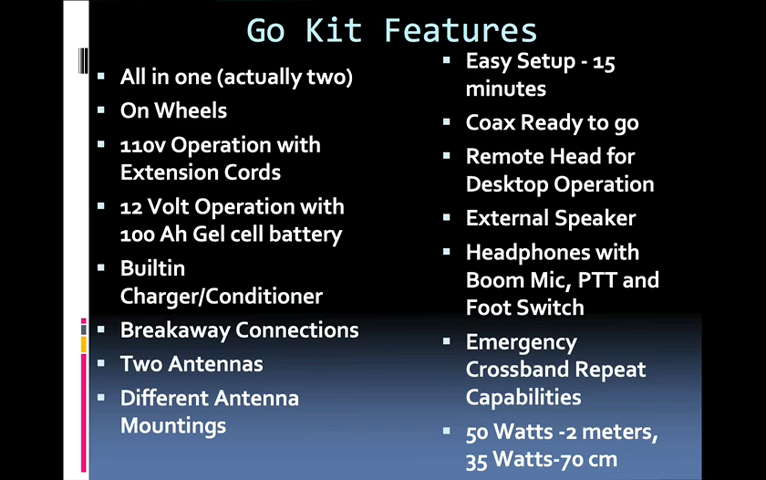 Go Kit Features
All in one (actually two)
On Wheels
110v Operation with
Extension Cords
12 Volt Operation with
100 Ah Gel cell battery
Builtin
Charger/Conditioner
Breakaway Connections
Two Antennas
Different Antenna
Mountings
Easy Setup - 15
minutes
Coax Ready to go
Remote Head for
Desktop Operation
External Speaker
Headphones with
Boom Mic, PTT and
Foot Switch
Emergency
Crossband Repeat
Capabilities
50 Watts -2 meters,
35 Watts-70 cm